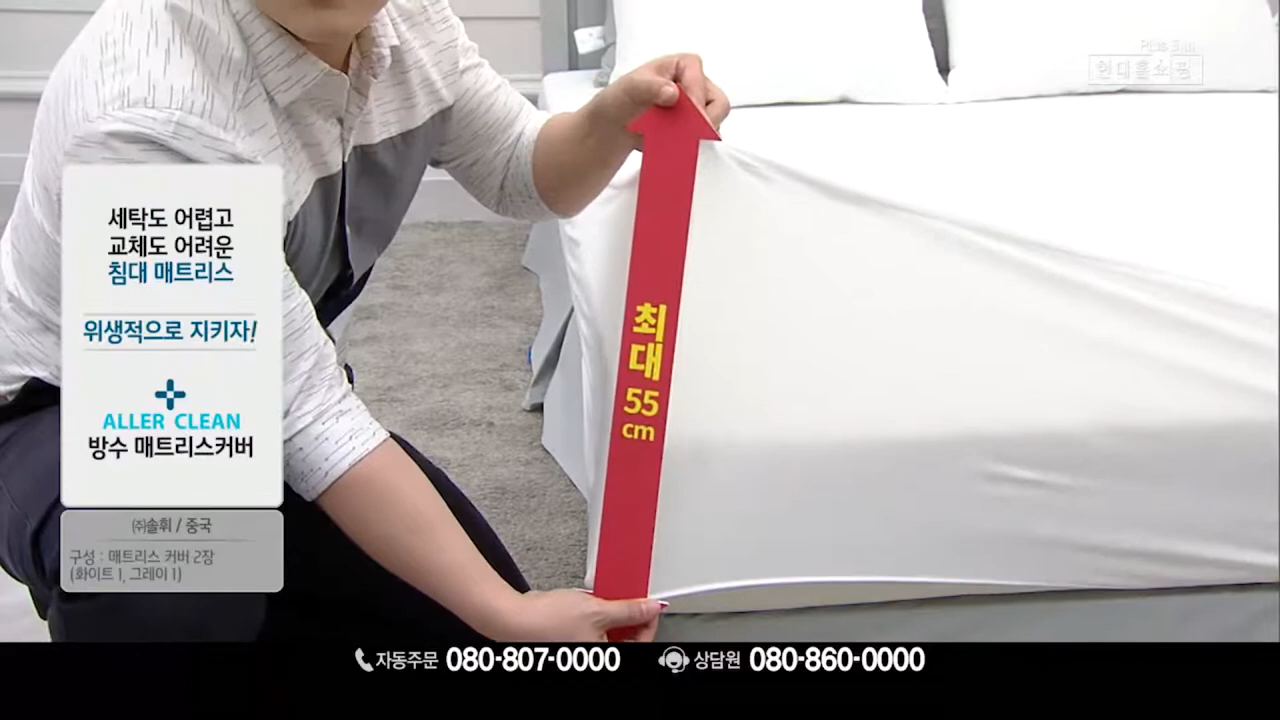 Plus Shop
현대홈쇼핑
세탁도 어렵고
교체도 어려운
침대 매트리스
위생적으로 지키자!
ALLER CLEAN
방수 매트리스커버
㈜솔휘 / 중국
구성 : 매트리스 커버 2장
(화이트 1, 그레이 1)
최대
55
cm
자동주문 080-807-0000
상담원 080-860-0000